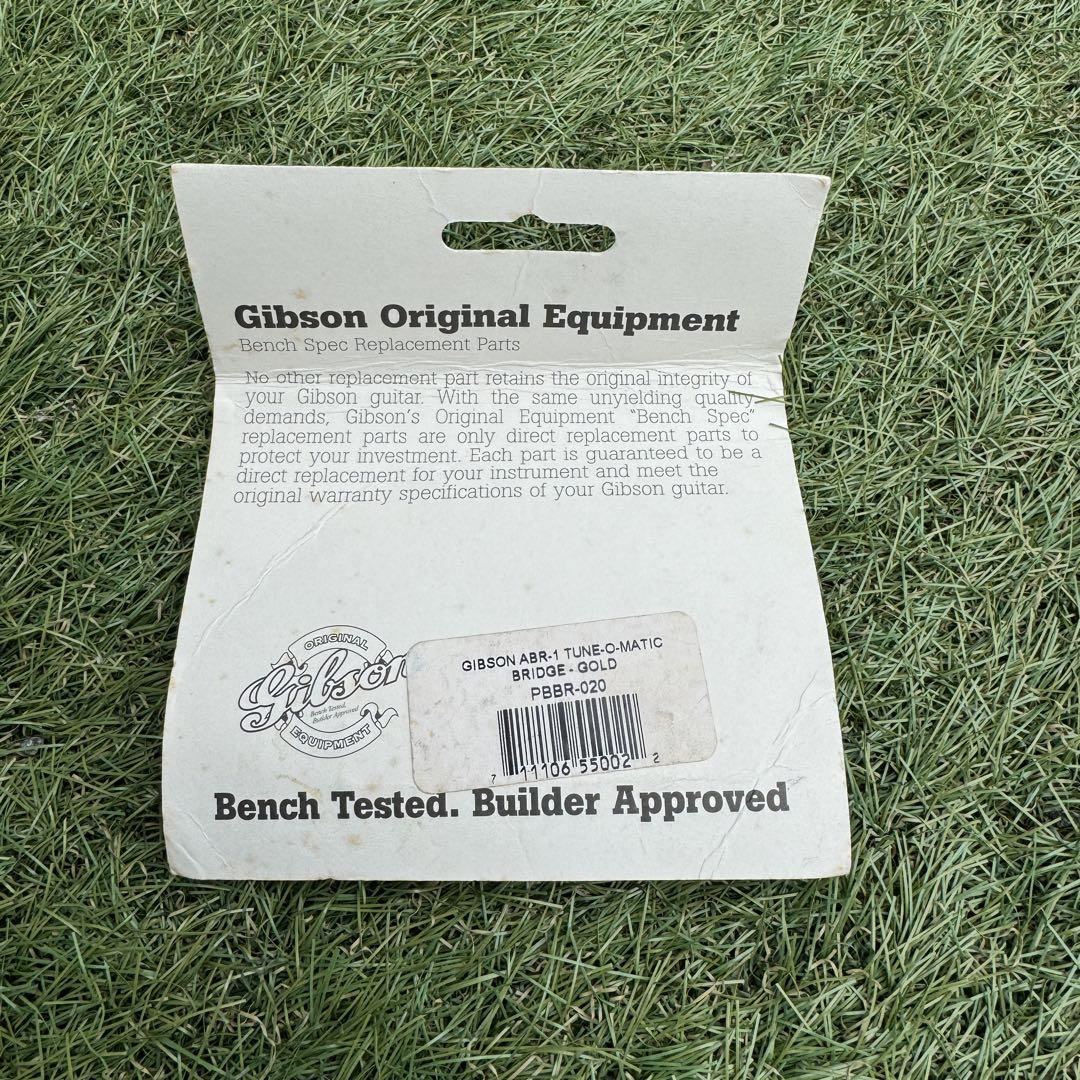 Gibson Original Equipment
Bench Spec Replacement Parts
No other replacement part retains the original integrity of
your Gibson guitar. With the same unyielding quality
demands, Gibson's Original Equipment "Bench Spec"
replacement parts are only direct replacement parts to
protect your investment. Each part is guaranteed to be a
direct replacement for your instrument and meet the
original warranty specifications of your Gibson guitar.
ORIGINAL
Gibson
Bench Tested.
Builder Approved
EQUIPMENT
GIBSON ABR-1 TUNE-O-MATIC
BRIDGE - GOLD
PBBR-020
7 11106 55002 2
Bench Tested. Builder Approved